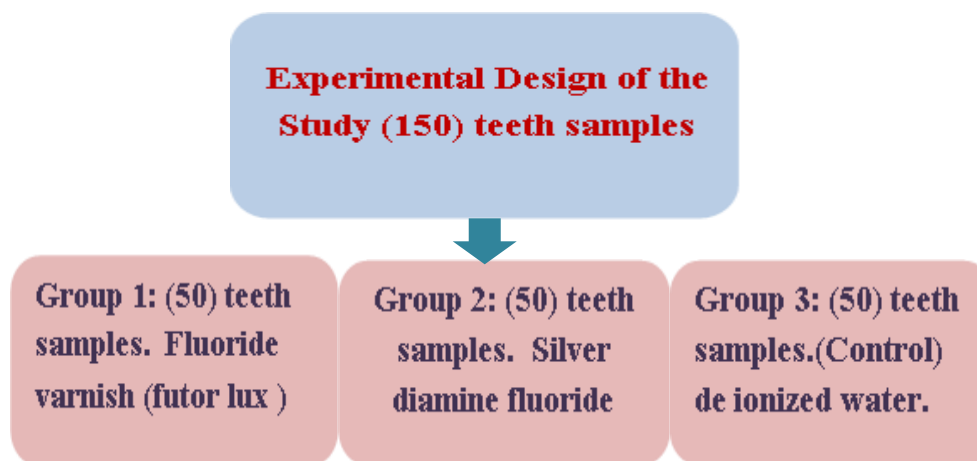 Experimental Design of the
Study (150) teeth samples
Group 1: (50) teeth
samples. Fluoride
varnish (futor lux )
Group 2: (50) teeth
samples. Silver
diamine fluoride
Group 3: (50) teeth
samples.(Control)
de ionized water.